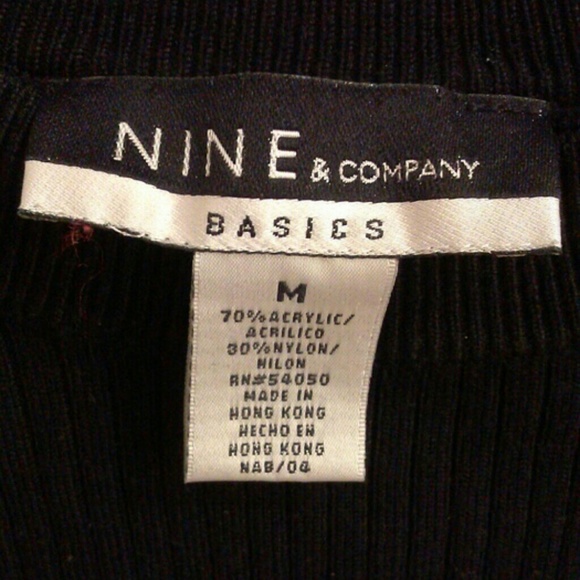 NINE & COMPANY
BASICS
M
70%ACRYLIC/
ACRILICO
30%NYLON/
NILON
RN#54050
MADE IN
HONG KONG
HECHO EN
HONG KONG
NAB/04